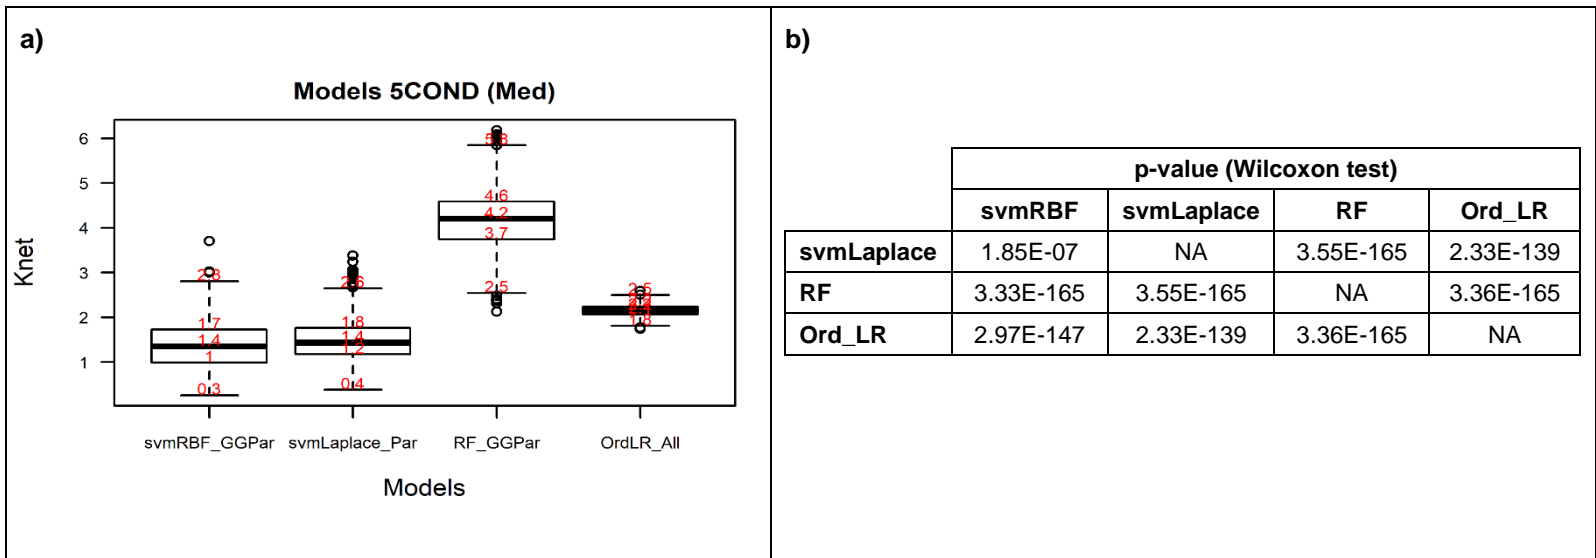 a)
Models 5COND (Med)
Knet
6
5
4
3
2
1
2.8
1.7
1.4
1
0.3
2.6
1.8
1.4
1.2
0.4
5.8
4.6
4.2
3.7
2.5
2.5
1.8
svmRBF_GGPar svmLaplace_Par RF_GGPar OrdLR_All
Models
b)
p-value (Wilcoxon test)
svmRBF svmLaplace RF Ord_LR
svmLaplace 1.85E-07 NA 3.55E-165 2.33E-139
RF 3.33E-165 3.55E-165 NA 3.36E-165
Ord_LR 2.97E-147 2.33E-139 3.36E-165 NA